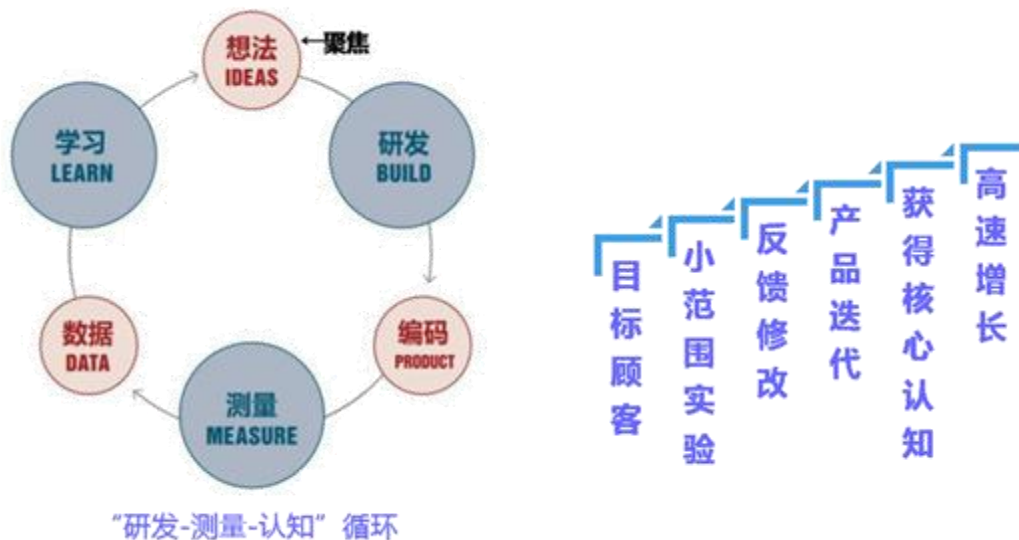 想法
IDEAS
←聚焦
研发
BUILD
编码
PRODUCT
测量
MEASURE
数据
DATA
学习
LEARN
“研发-测量-认知”循环
目标顾客
小范围实验
反馈修改
产品迭代
获得核心认知
高速增长